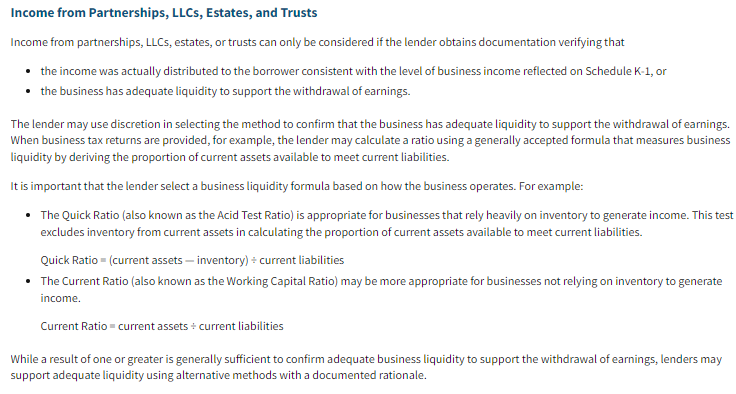 Income from Partnerships, LLCs, Estates, and Trusts
Income from partnerships, LLCs, estates, or trusts can only be considered if the lender obtains documentation verifying that
• the income was actually distributed to the borrower consistent with the level of business income reflected on Schedule K-1, or
• the business has adequate liquidity to support the withdrawal of earnings.
The lender may use discretion in selecting the method to confirm that the business has adequate liquidity to support the withdrawal of earnings.
When business tax returns are provided, for example, the lender may calculate a ratio using a generally accepted formula that measures business
liquidity by deriving the proportion of current assets available to meet current liabilities.
It is important that the lender select a business liquidity formula based on how the business operates. For example:
• The Quick Ratio (also known as the Acid Test Ratio) is appropriate for businesses that rely heavily on inventory to generate income. This test
excludes inventory from current assets in calculating the proportion of current assets available to meet current liabilities.
Quick Ratio = (current assets — inventory) ÷ current liabilities
• The Current Ratio (also known as the Working Capital Ratio) may be more appropriate for businesses not relying on inventory to generate
income.
Current Ratio = current assets ÷ current liabilities
While a result of one or greater is generally sufficient to confirm adequate business liquidity to support the withdrawal of earnings, lenders may
support adequate liquidity using alternative methods with a documented rationale.